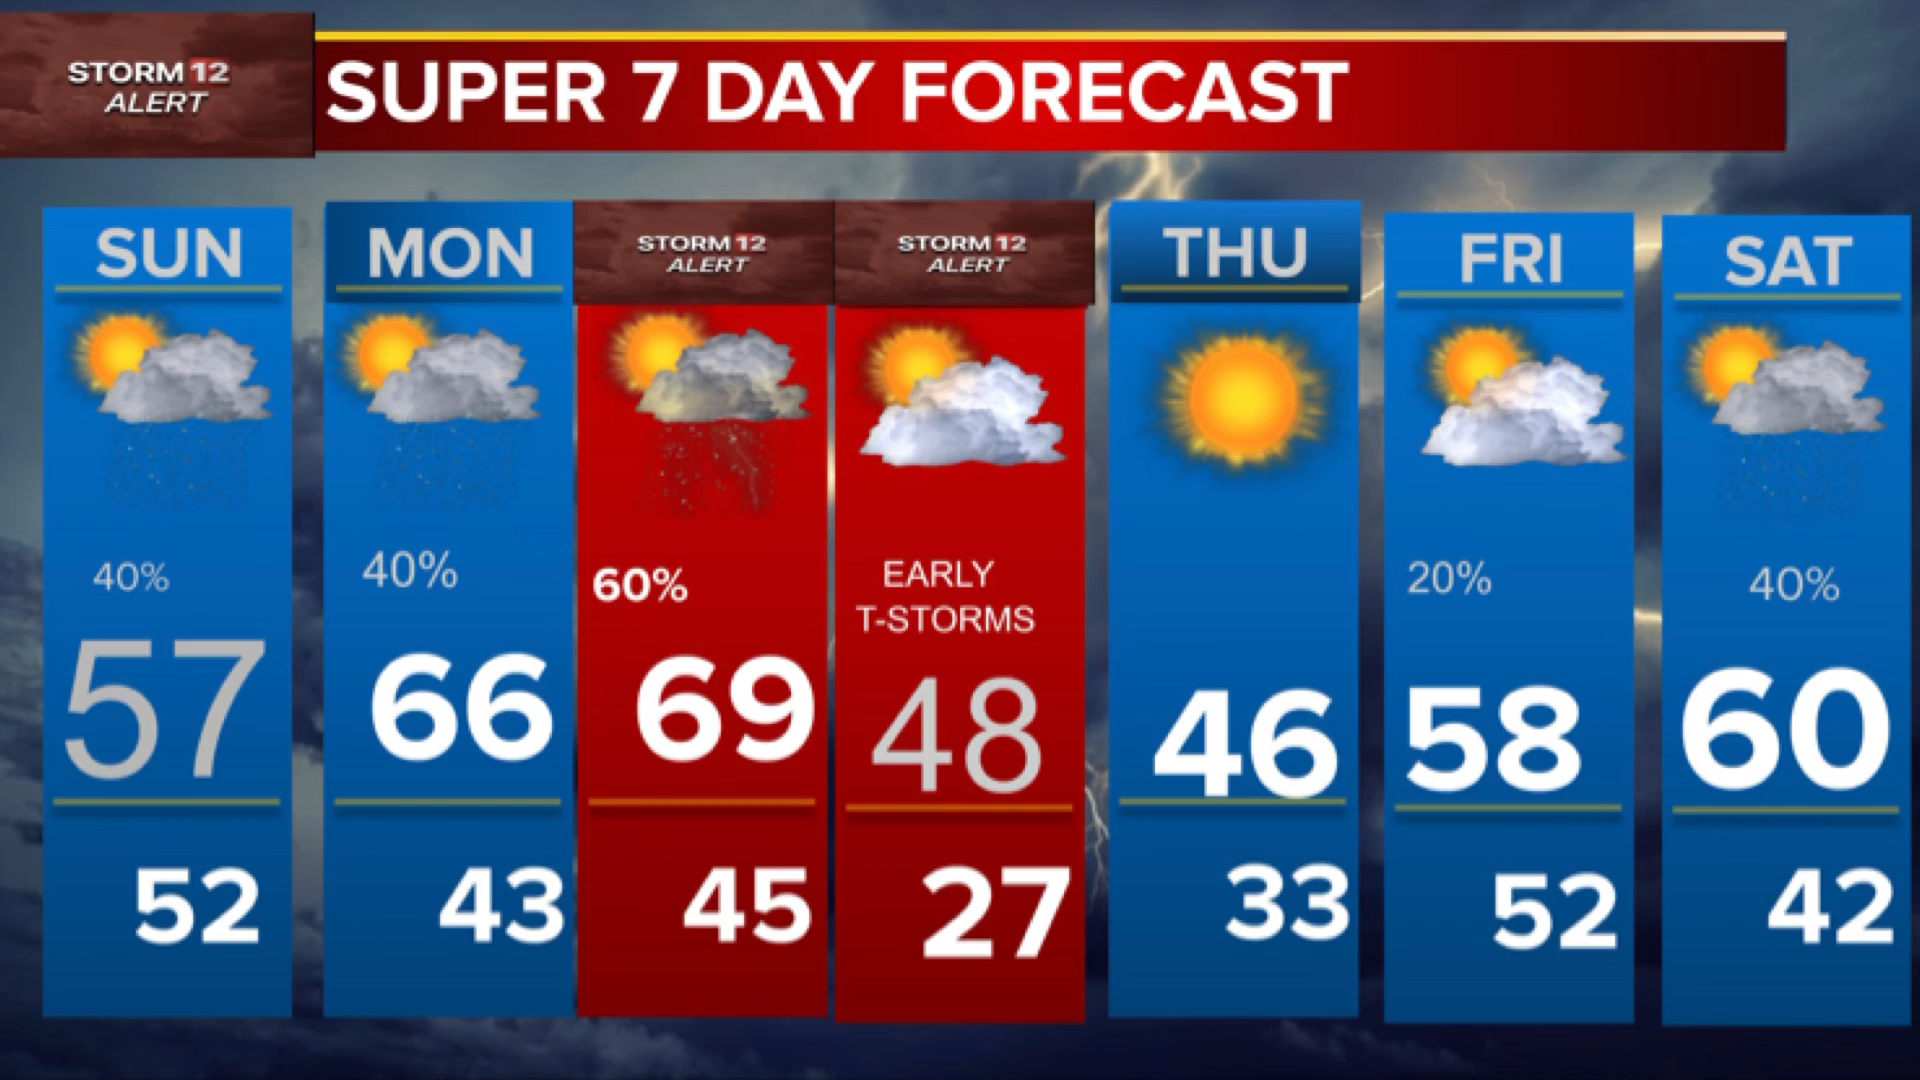 STORM 12
ALERT
SUPER 7 DAY FORECAST
SUN
40%
57
52
MON
40%
66
43
STORM 12
ALERT
60%
69
45
STORM 12
ALERT
EARLY
T-STORMS
48
27
THU
46
33
FRI
20%
58
52
SAT
40%
60
42